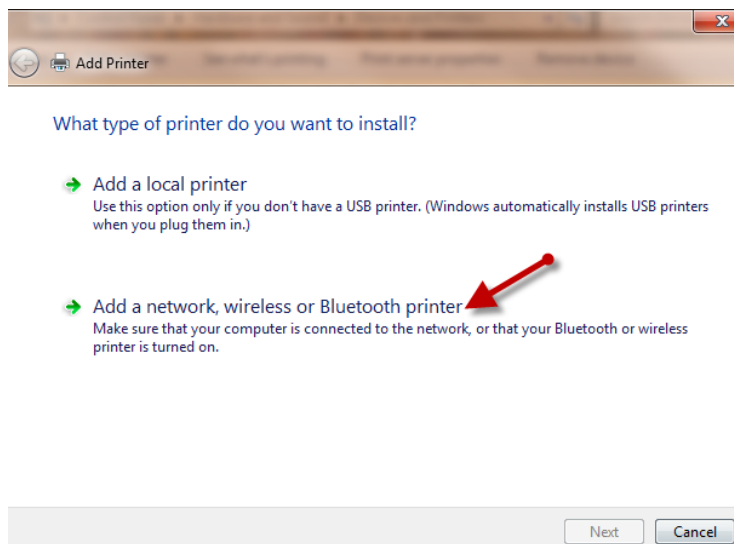 Add Printer
What type of printer do you want to install?
Add a local printer
Use this option only if you don't have a USB printer. (Windows automatically installs USB printers
when you plug them in.)
Add a network, wireless or Bluetooth printer
Make sure that your computer is connected to the network, or that your Bluetooth or wireless
printer is turned on.
Next Cancel